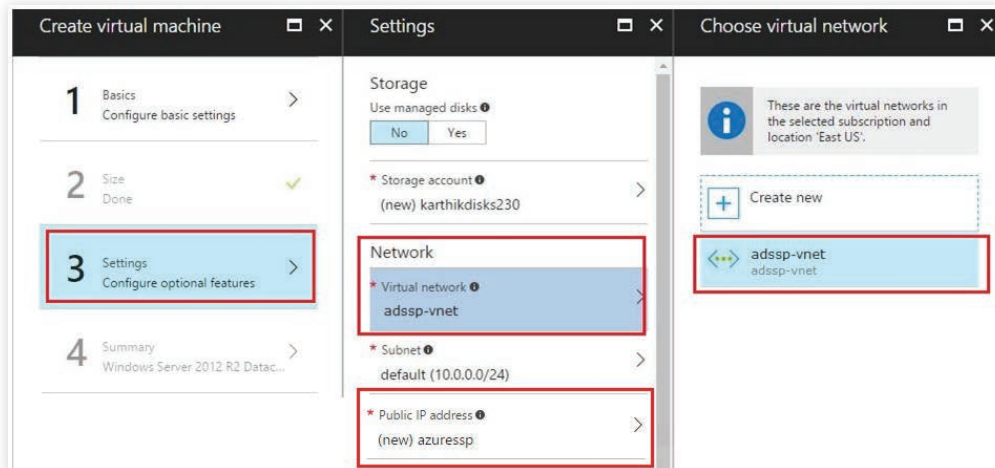 Create virtual machine
1
Basics
Configure basic settings
2
Size
Done
3
Settings
Configure optional features
4
Summary
Windows Server 2012 R2 Datac...
Settings
Storage
Use managed disks
No Yes
* Storage account
(new) karthikdisks230
Network
* Virtual network
adssp-vnet
* Subnet
default (10.0.0.0/24)
* Public IP address
(new) azuressp
Choose virtual network
These are the virtual networks in
the selected subscription and
location 'East US'.
Create new
adssp-vnet
adssp-vnet